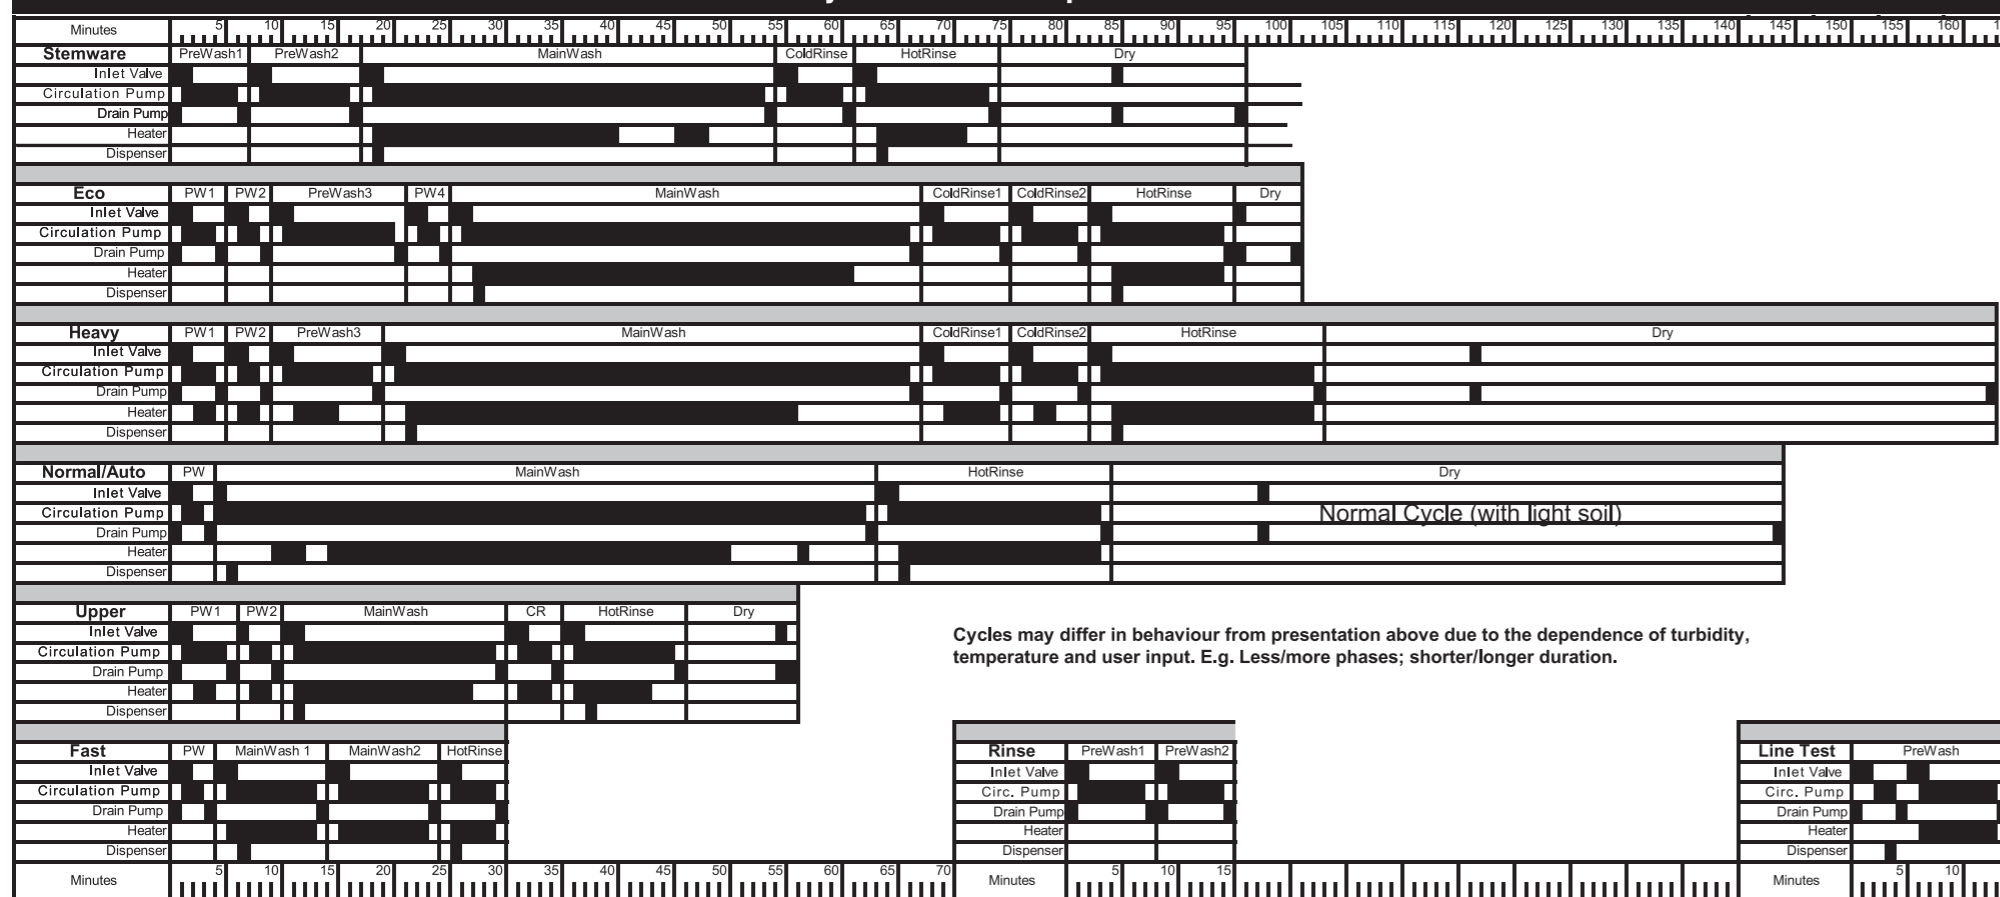 Minutes 5 10 15 20 25 30 35 40 45 50 55 60 65 70 75 80 85 90 95 100 105 110 115 120 125 130 135 140 145 150 155 160
Stemware PreWash1 PreWash2 MainWash ColdRinse HotRinse Dry
Inlet Valve
Circulation Pump
Drain Pump
Heater
Dispenser
Eco PW1 PW2 PreWash3 PW4 MainWash ColdRinse1 ColdRinse2 HotRinse Dry
Inlet Valve
Circulation Pump
Drain Pump
Heater
Dispenser
Heavy PW1 PW2 PreWash3 MainWash ColdRinse1 ColdRinse2 HotRinse Dry
Inlet Valve
Circulation Pump
Drain Pump
Heater
Dispenser
Normal/Auto PW MainWash HotRinse Dry
Inlet Valve
Circulation Pump Normal Cycle (with light soil)
Drain Pump
Heater
Dispenser
Upper PW1 PW2 MainWash CR HotRinse Dry
Inlet Valve
Circulation Pump
Drain Pump
Heater
Dispenser
Cycles may differ in behaviour from presentation above due to the dependence of turbidity,
temperature and user input. E.g. Less/more phases; shorter/longer duration.
Fast PW MainWash 1 MainWash2 HotRinse
Inlet Valve
Circulation Pump
Drain Pump
Heater
Dispenser
Minutes 5 10 15 20 25 30 35 40 45 50 55 60 65 70
Rinse PreWash1 PreWash2
Inlet Valve
Circ. Pump
Drain Pump
Heater
Dispenser
Minutes 5 10 15
Line Test PreWash
Inlet Valve
Circ. Pump
Drain Pump
Heater
Dispenser
Minutes 5 10